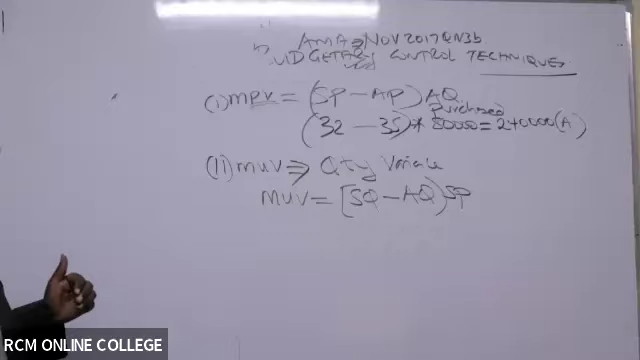 AMA NOV 2017 QN3b
BUDGETARY CONTROL TECHNIQUES
(i) MPV = (SP - AP) AQ
purchased
(32 - 35) * 80000 = 240000 (A)
(ii) MUV ⇒ Qty Variance
MUV = [SQ - AQ) SP
RCM ONLINE COLLEGE